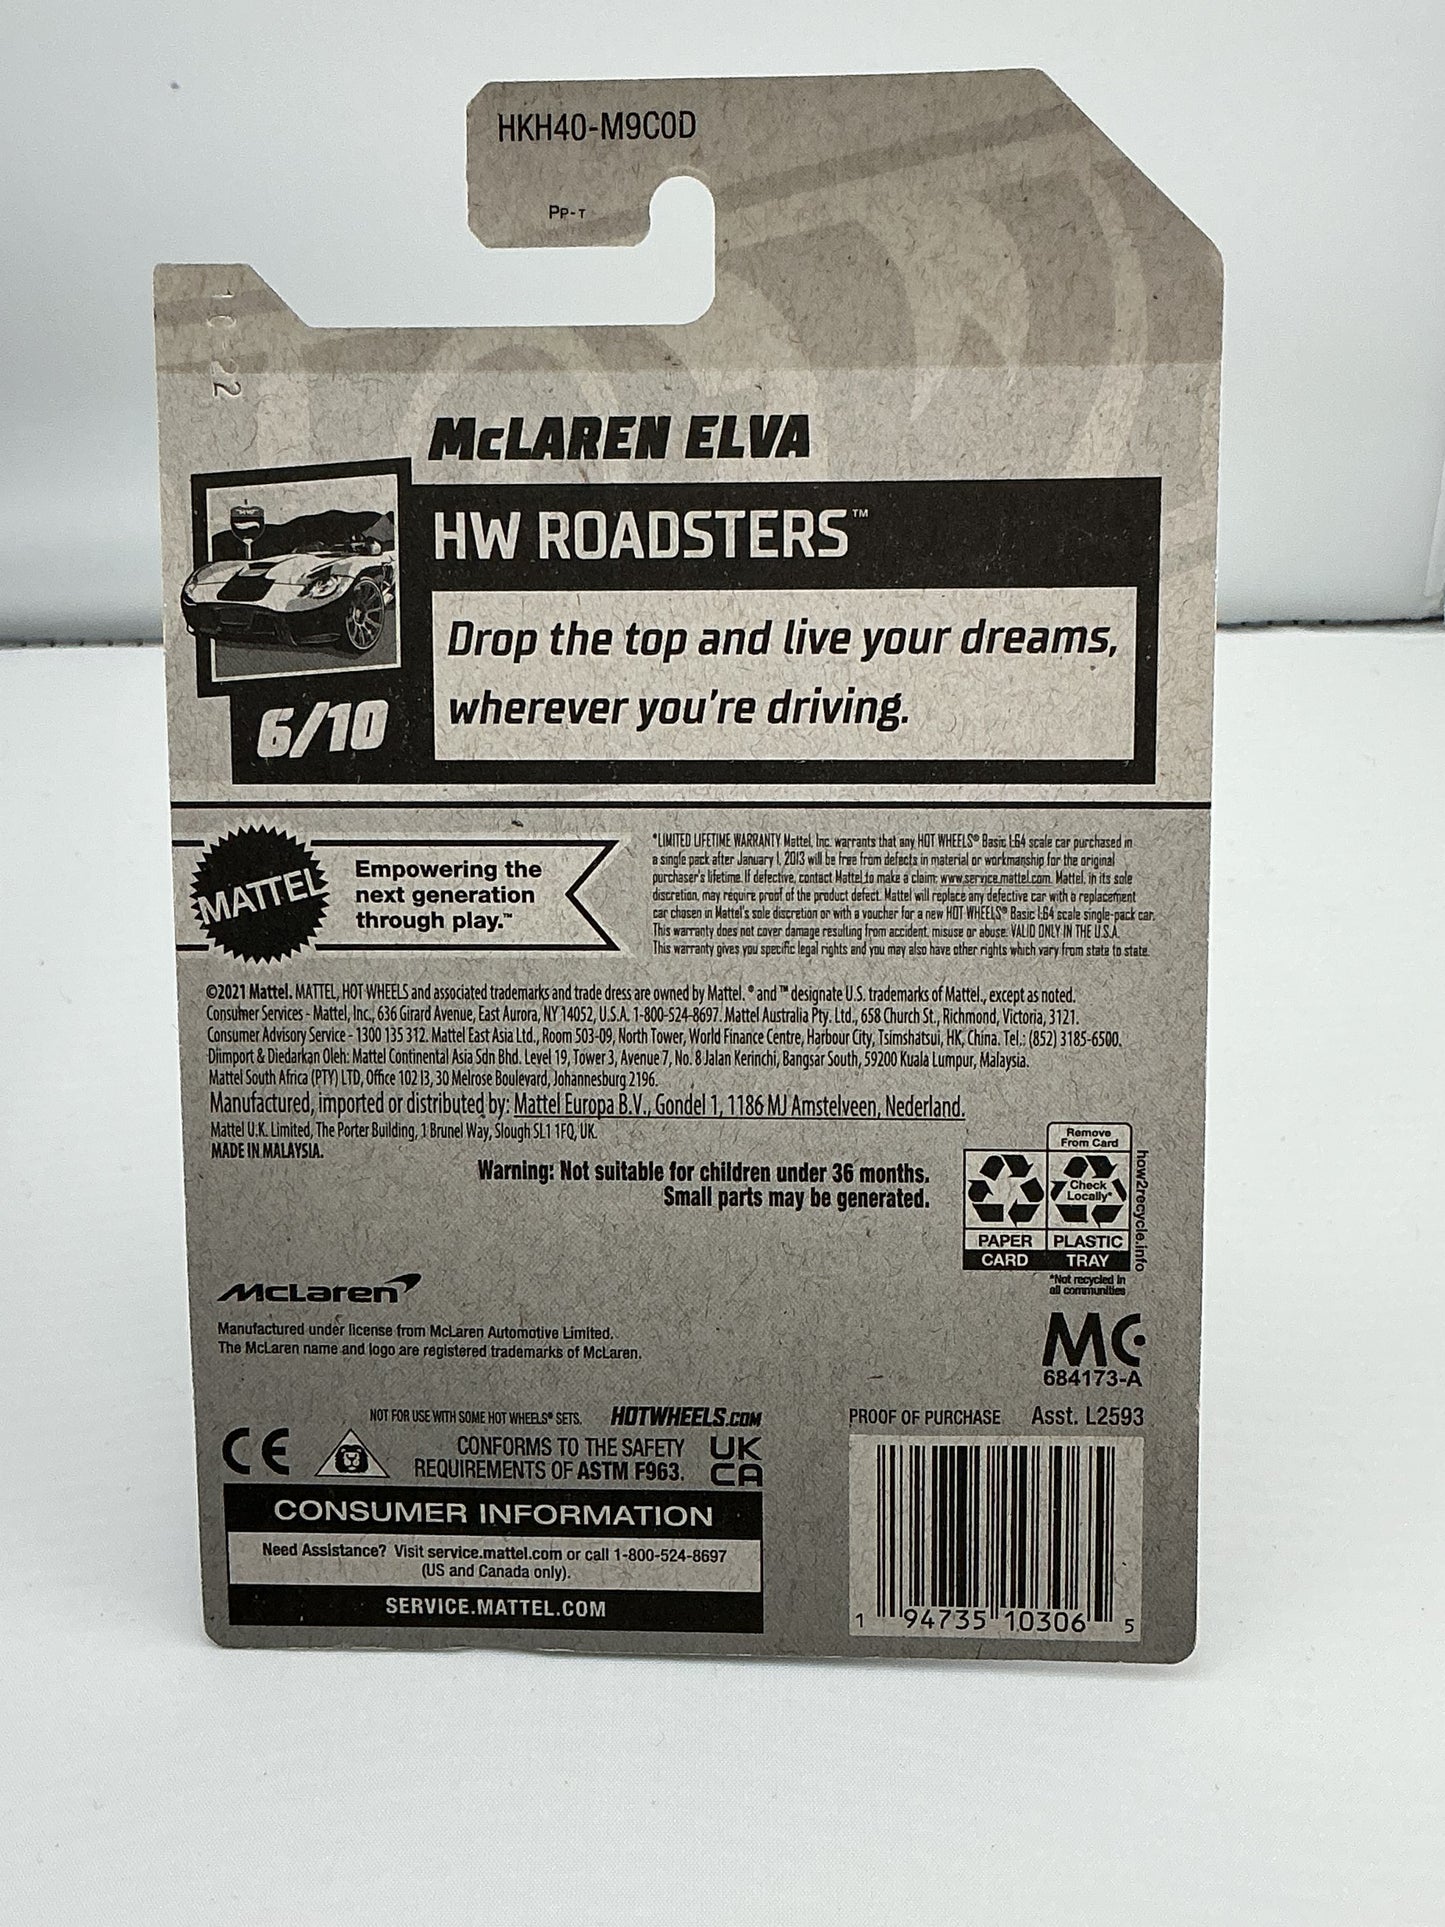 HKH40-M9C0D
PP-T
10-22
McLAREN ELVA
HW ROADSTERS™
Drop the top and live your dreams,
wherever you're driving.
6/10
MATTEL
Empowering the
next generation
through play.™
*LIMITED LIFETIME WARRANTY Mattel, Inc. warrants that any HOT WHEELS® Basic 1:64 scale car purchased in
a single pack after January 1, 2013 will be free from defects in material or workmanship for the original
purchaser's lifetime. If defective, contact Mattel to make a claim: www.service.mattel.com. Mattel, in its sole
discretion, may require proof of the product defect. Mattel will replace any defective car with a replacement
car chosen in Mattel's sole discretion or with a voucher for a new HOT WHEELS® Basic 1:64 scale single-pack car.
This warranty does not cover damage resulting from accident, misuse or abuse. VALID ONLY IN THE U.S.A.
This warranty gives you specific legal rights and you may also have other rights which vary from state to state.
©2021 Mattel. MATTEL, HOT WHEELS and associated trademarks and trade dress are owned by Mattel. ® and ™ designate U.S. trademarks of Mattel., except as noted.
Consumer Services - Mattel, Inc., 636 Girard Avenue, East Aurora, NY 14052, U.S.A. 1-800-524-8697. Mattel Australia Pty. Ltd., 658 Church St., Richmond, Victoria, 3121.
Consumer Advisory Service - 1300 135 312. Mattel East Asia Ltd., Room 503-09, North Tower, World Finance Centre, Harbour City, Tsimshatsui, HK, China. Tel.: (852) 3185-6500.
Diimport & Diedarkan Oleh: Mattel Continental Asia Sdn Bhd. Level 19, Tower 3, Avenue 7, No. 8 Jalan Kerinchi, Bangsar South, 59200 Kuala Lumpur, Malaysia.
Mattel South Africa (PTY) LTD, Office 102 I3, 30 Melrose Boulevard, Johannesburg 2196.
Manufactured, imported or distributed by: Mattel Europa B.V., Gondel 1, 1186 MJ Amstelveen, Nederland.
Mattel U.K. Limited, The Porter Building, 1 Brunel Way, Slough SL1 1FQ, UK.
MADE IN MALAYSIA.
Warning: Not suitable for children under 36 months.
Small parts may be generated.
Remove
From Card
Check
Locally*
PAPER
PLASTIC
CARD
TRAY
how2recycle.info
*Not recycled in
all communities
McLaren
Manufactured under license from McLaren Automotive Limited.
The McLaren name and logo are registered trademarks of McLaren.
MC
684173-A
NOT FOR USE WITH SOME HOT WHEELS® SETS.
HOTWHEELS.COM
CE
CONFORMS TO THE SAFETY
REQUIREMENTS OF ASTM F963.
UK
CA
CONSUMER INFORMATION
Need Assistance? Visit service.mattel.com or call 1-800-524-8697
(US and Canada only).
SERVICE.MATTEL.COM
PROOF OF PURCHASE
Asst. L2593
1 94735 10306 5